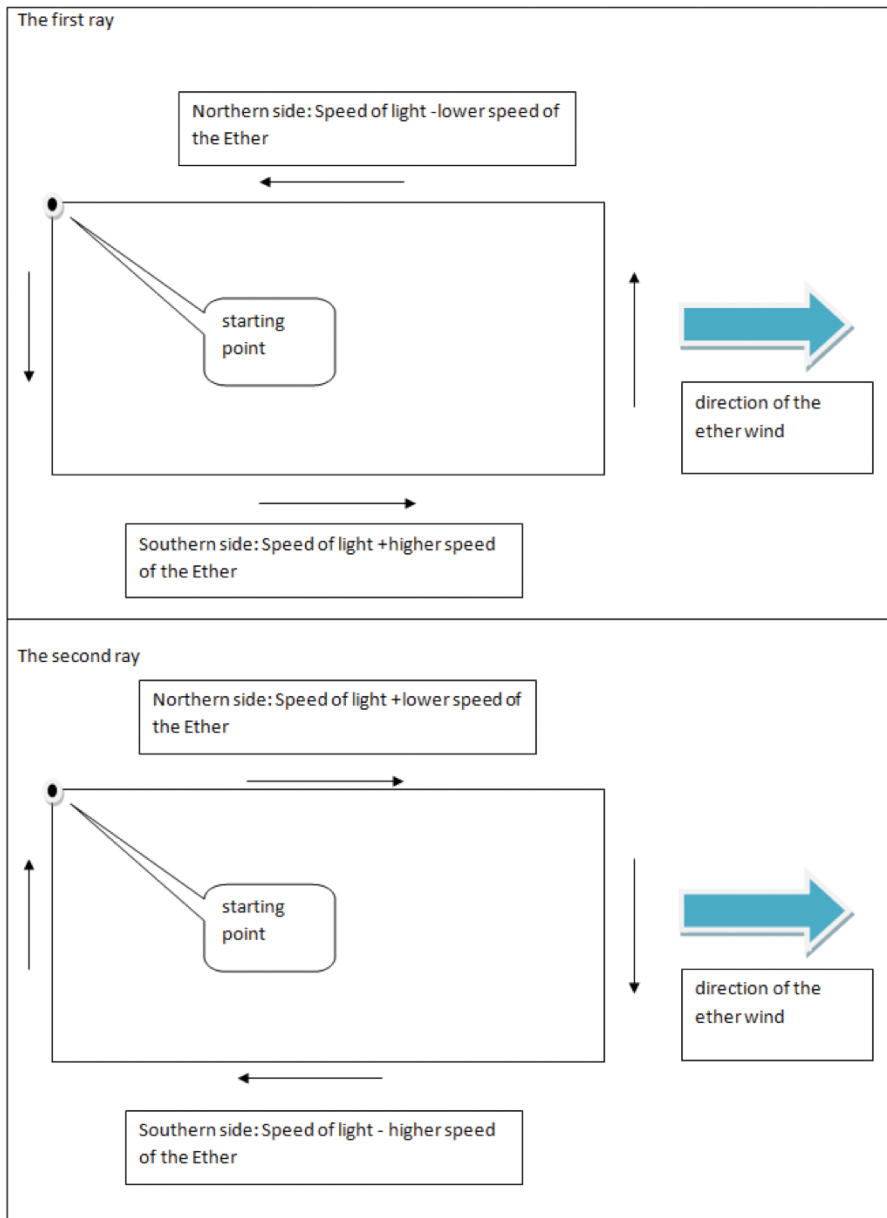 The first ray
Northern side: Speed of light -lower speed of
the Ether
starting
point
direction of the
ether wind
Southern side: Speed of light +higher speed
of the Ether
The second ray
Northern side: Speed of light +lower speed of
the Ether
starting
point
direction of the
ether wind
Southern side: Speed of light - higher speed
of the Ether